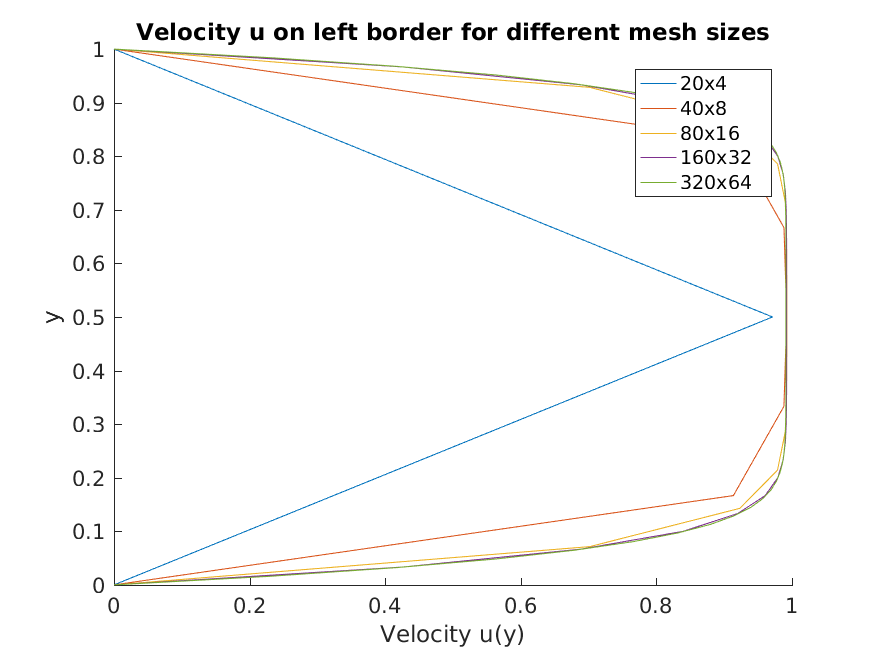 Velocity u on left border for different mesh sizes
1
0.9
0.8
0.7
0.6
0.5
0.4
0.3
0.2
0.1
0
y
20x4
40x8
80x16
160x32
320x64
0 0.2 0.4 0.6 0.8 1
Velocity u(y)